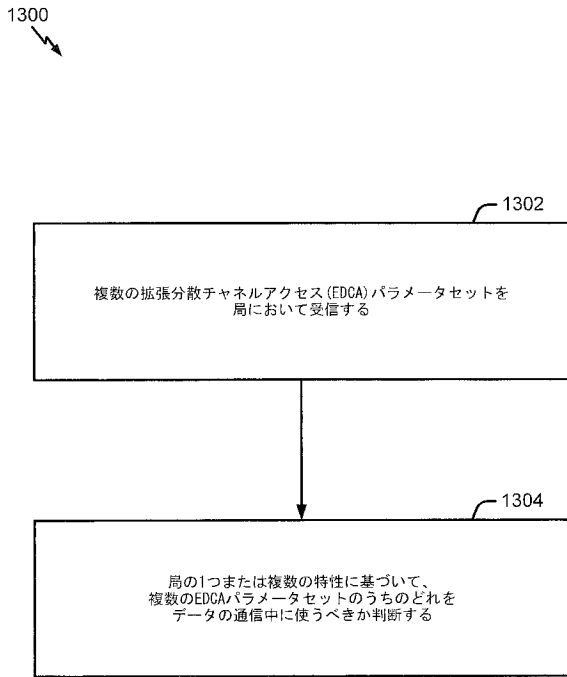 1300
1302
複数の拡張分散チャネルアクセス(EDCA)パラメータセットを
局において受信する
1304
局の1つまたは複数の特性に基づいて、
複数のEDCAパラメータセットのうちのどれを
データの通信中に使うべきか判断する